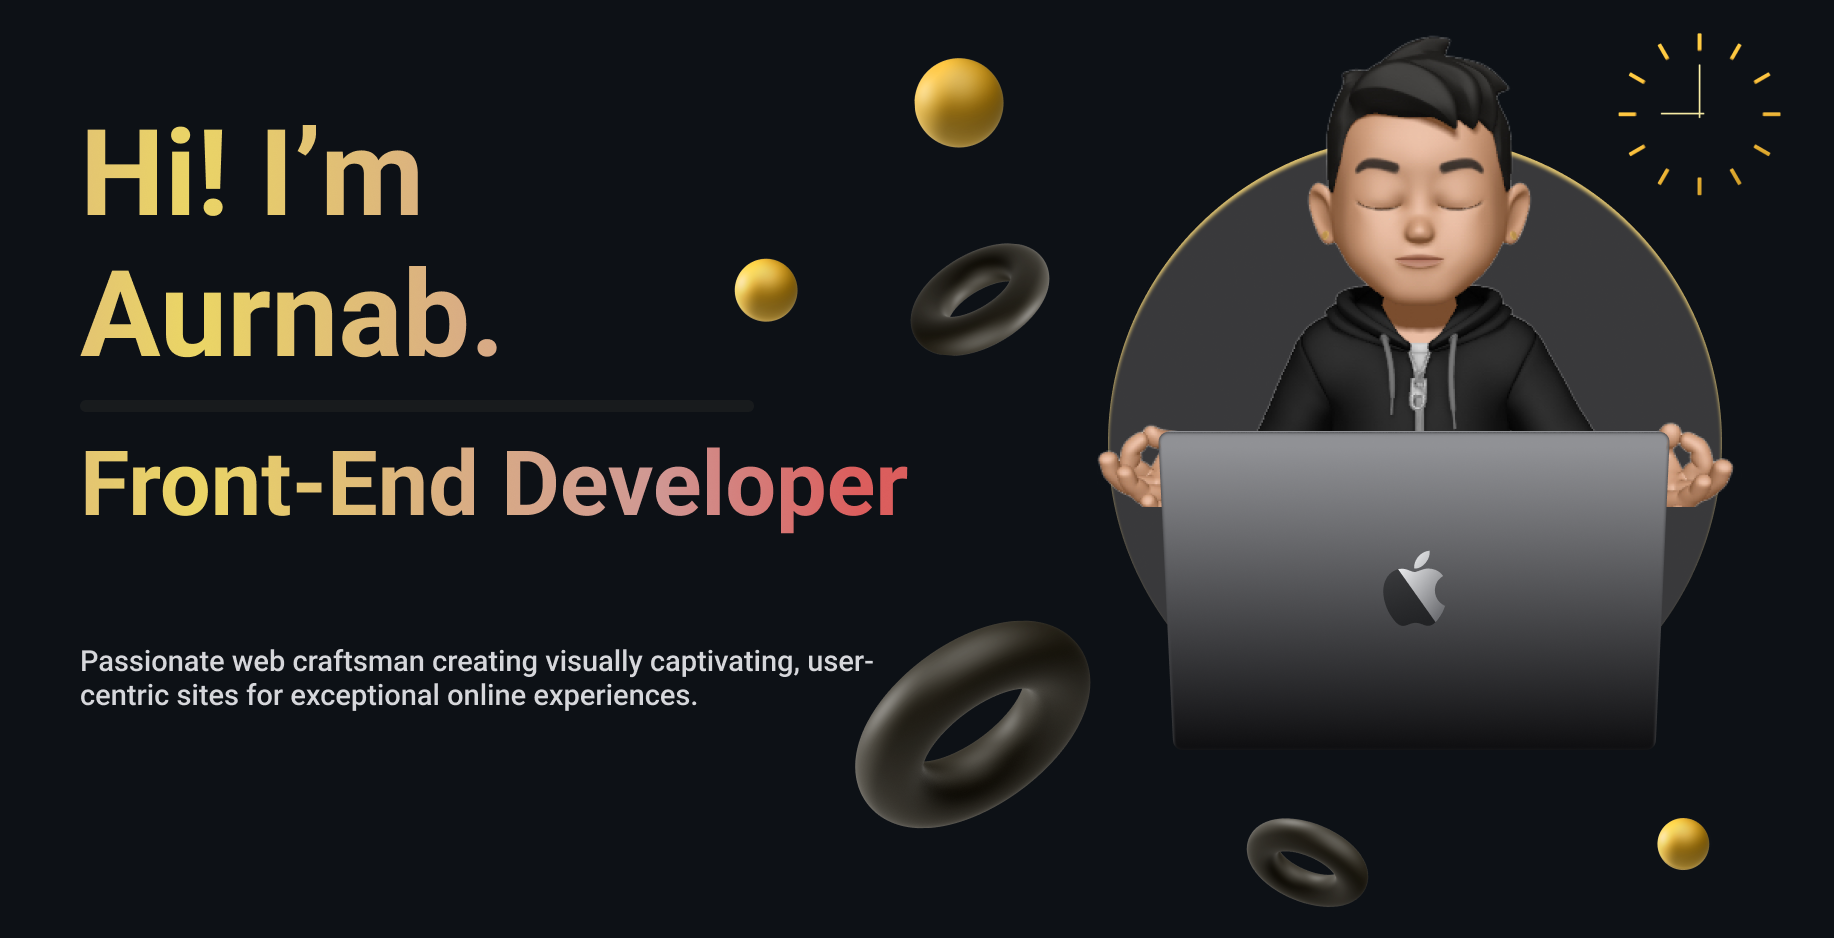 Hi! I’m
Aurnab.
Front-End Developer
Passionate web craftsman creating visually captivating, user-
centric sites for exceptional online experiences.